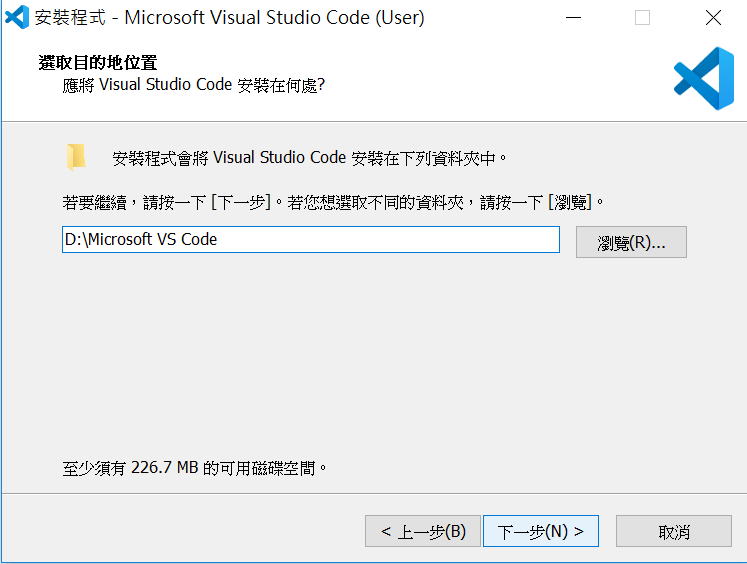 安裝程式 - Microsoft Visual Studio Code (User)
選取目的地位置
應將 Visual Studio Code 安裝在何處?
安裝程式會將 Visual Studio Code 安裝在下列資料夾中。
若要繼續，請按一下 [下一步]。若您想選取不同的資料夾，請按一下 [瀏覽]。
D:\Microsoft VS Code
瀏覽(R)...
至少須有 226.7 MB 的可用磁碟空間。
< 上一步(B)
下一步(N) >
取消